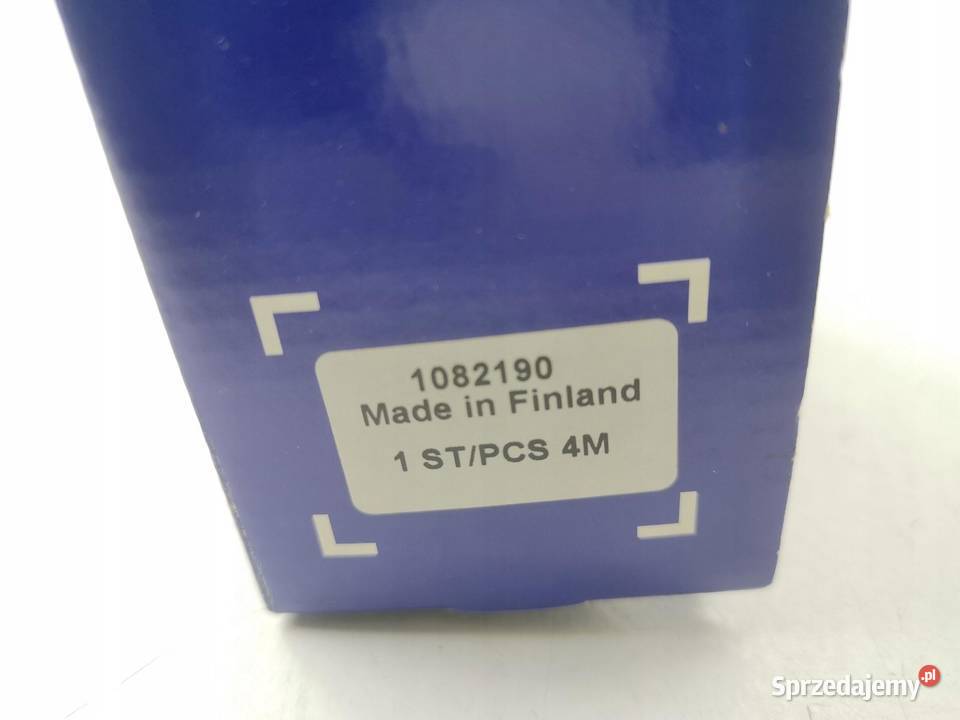 1082190
Made in Finland
1 ST/PCS 4M
Sprzedajemy.pl